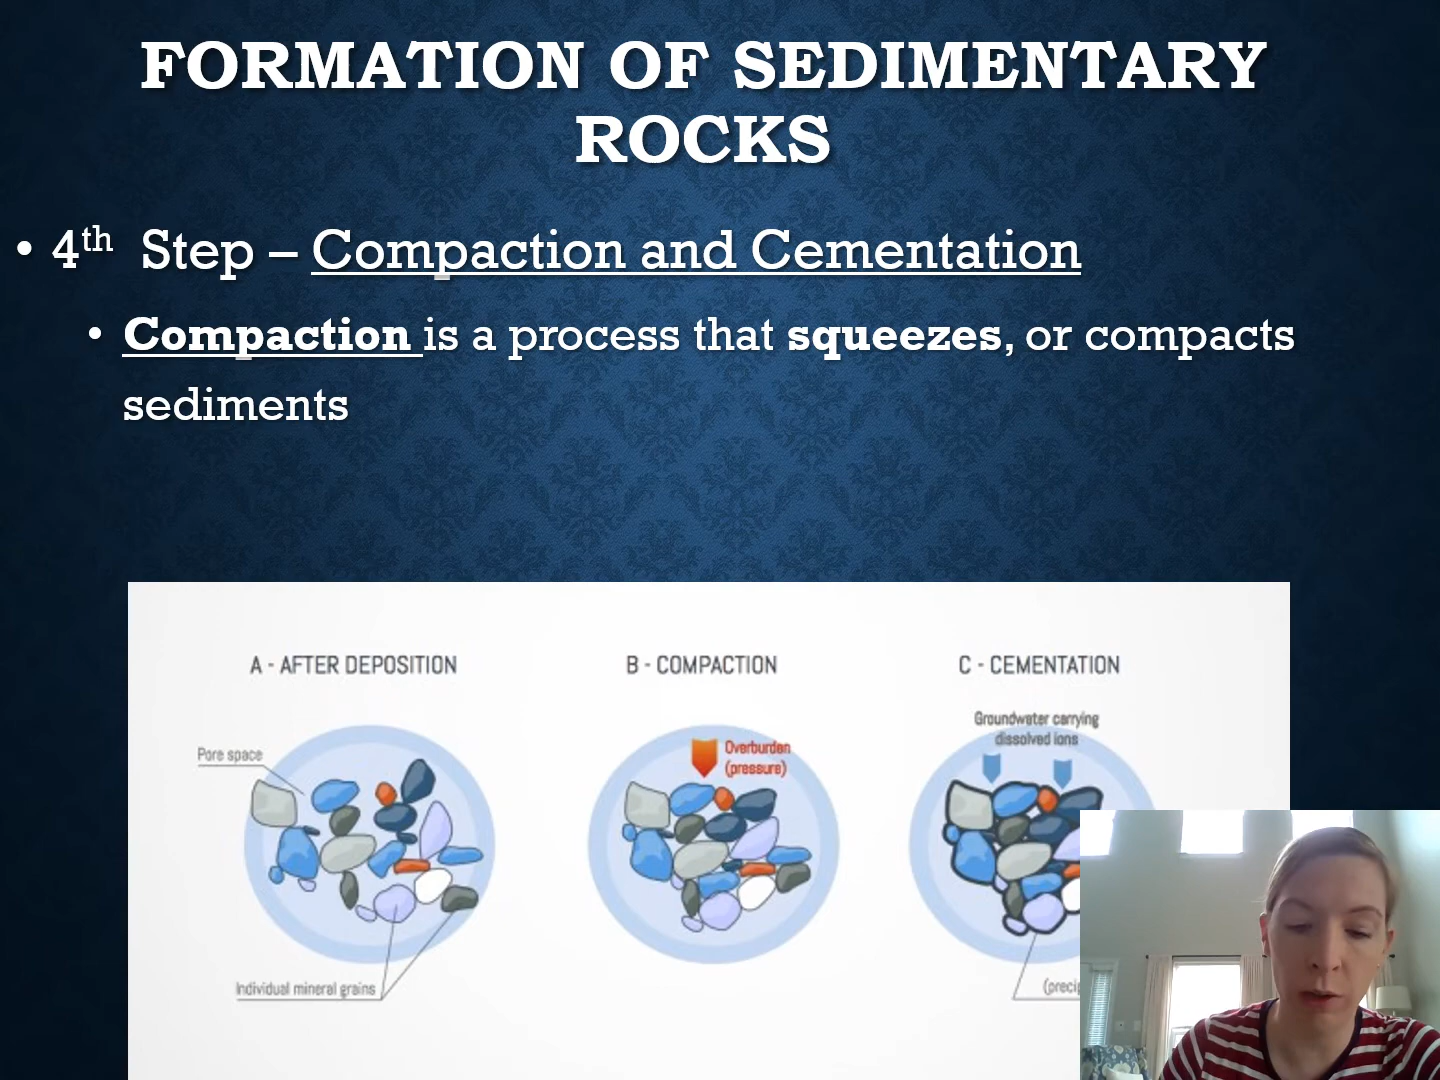 FORMATION OF SEDIMENTARY
ROCKS
• 4th Step – Compaction and Cementation
• Compaction is a process that squeezes, or compacts
sediments
A - AFTER DEPOSITION
B - COMPACTION
C - CEMENTATION
Groundwater carrying
dissolved ions
Pore space
Overburden
(pressure)
Individual mineral grains